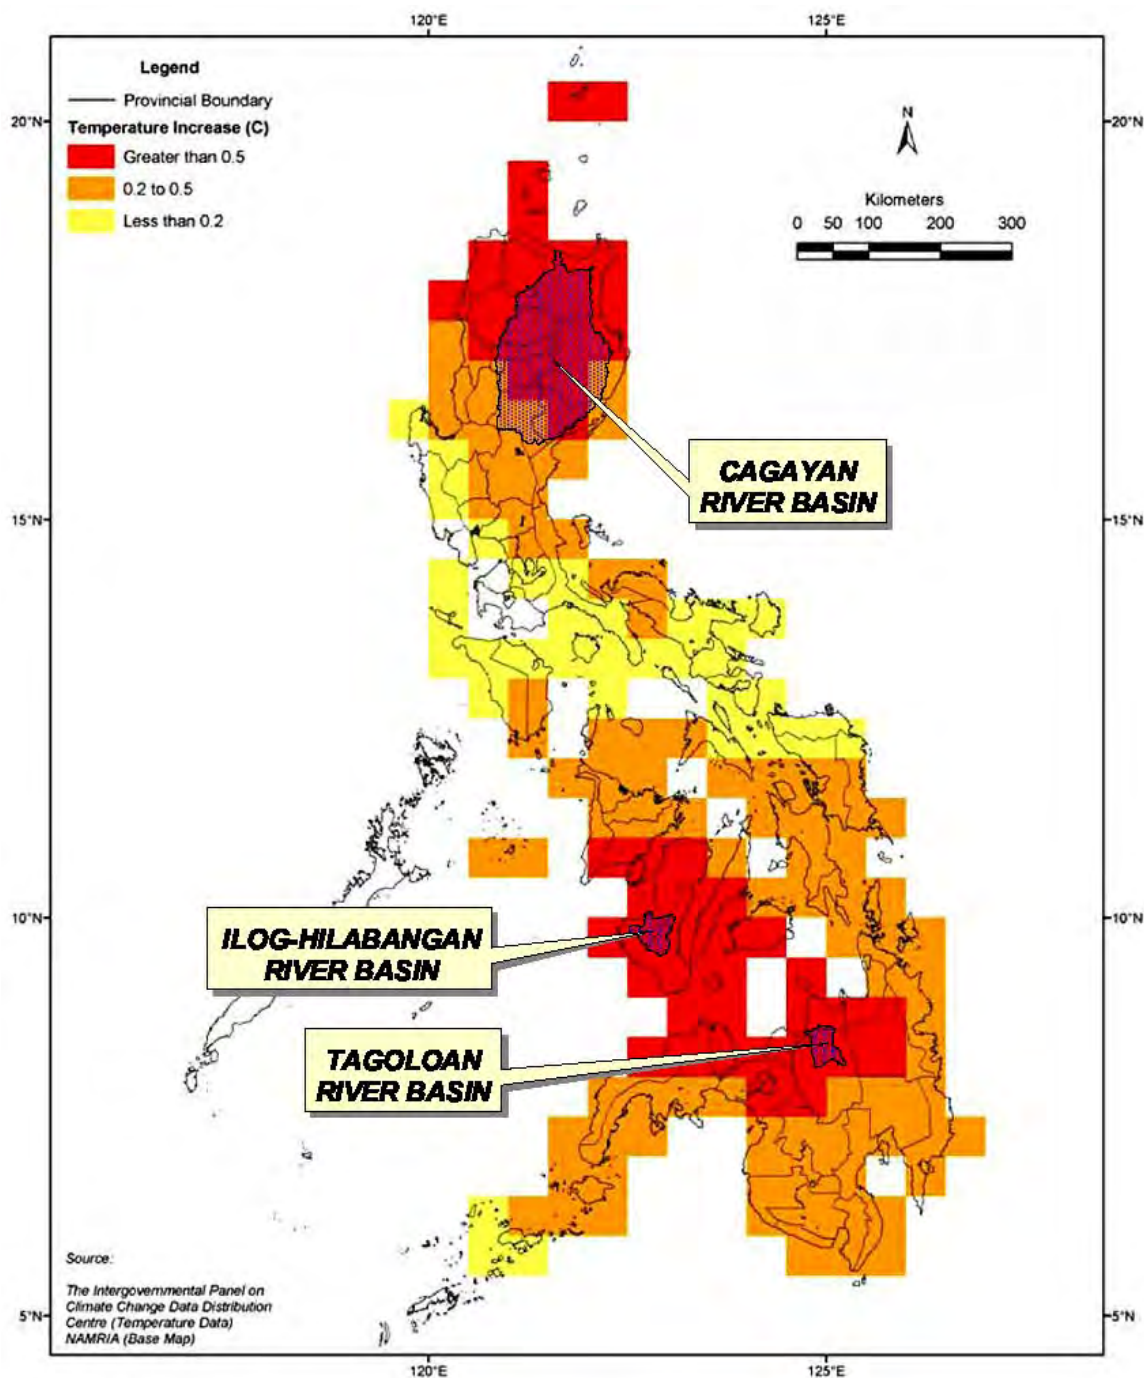 120°E 125°E
Legend
Provincial Boundary
Temperature Increase (C)
Greater than 0.5
0.2 to 0.5
Less than 0.2
20°N 20°N
N
Kilometers
0 50 100 200 300
CAGAYAN
RIVER BASIN
15°N 15°N
10°N 10°N
ILOG-HILABANGAN
RIVER BASIN
TAGOLOAN
RIVER BASIN
Source:
The Intergovernmental Panel on
Climate Change Data Distribution
Centre (Temperature Data)
NAMRIA (Base Map)
5°N 5°N
120°E 125°E